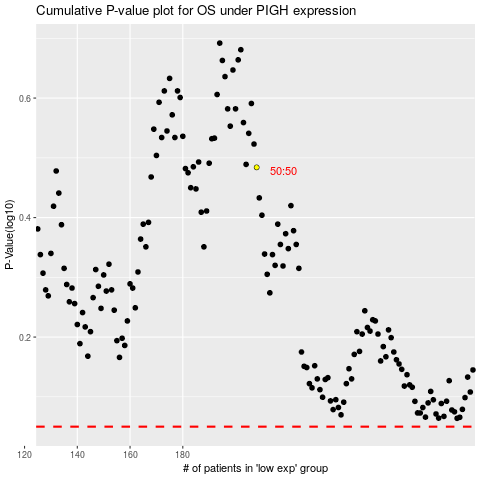 Cumulative P-value plot for OS under PIGH expression
P-Value(log10)
0.6
0.4
0.2
50:50
120 140 160 180
# of patients in 'low exp' group